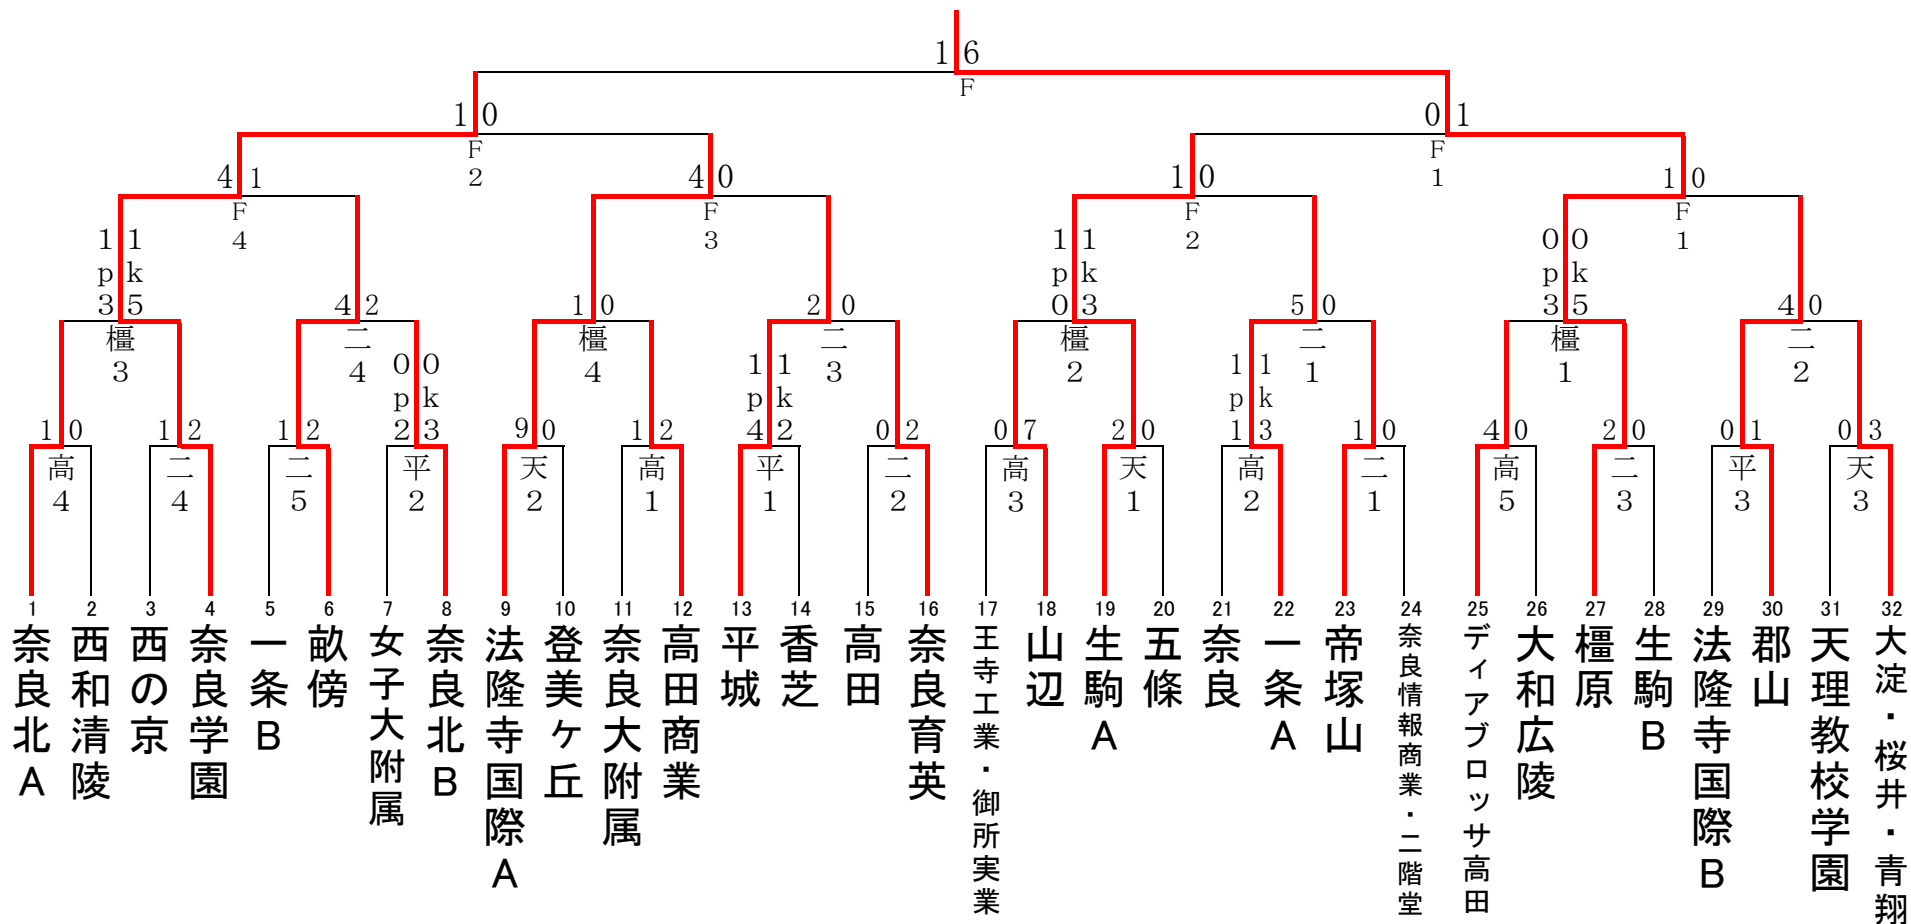 1 6
F
1 0
F
2
0 1
F
1
4 1
F
4
4 0
F
3
1 0
F
2
1 0
F
1
1 1
p k
3 5
橿
3
4 2
二
4
1 0
橿
4
2 0
二
3
1 1
p k
0 3
橿
2
5 0
二
1
0 0
p k
3 5
橿
1
4 0
二
2
1 0
高
4
1 2
二
4
1 2
二
5
0 0
p k
2 3
平
2
9 0
天
2
1 2
高
1
1 1
p k
4 2
平
1
0 2
二
2
0 7
高
3
2 0
天
1
1 1
p k
1 3
高
2
1 0
二
1
4 0
高
5
2 0
二
3
0 1
平
3
0 3
天
3
1
奈良北A
2
西和清陵
3
西の京
4
奈良学園
5
一条B
6
畝傍
7
女子大附属
8
奈良北B
9
法隆寺国際A
10
登美ヶ丘
11
奈良大附属
12
高田商業
13
平城
14
香芝
15
高田
16
奈良育英
17
王寺工業・御所実業
18
山辺
19
生駒A
20
五條
21
奈良
22
一条A
23
帝塚山
24
奈良情報商業・二階堂
25
ディアブロッサ高田
26
大和広陵
27
橿原
28
生駒B
29
法隆寺国際B
30
郡山
31
天理教校学園
32
大淀・桜井・青翔